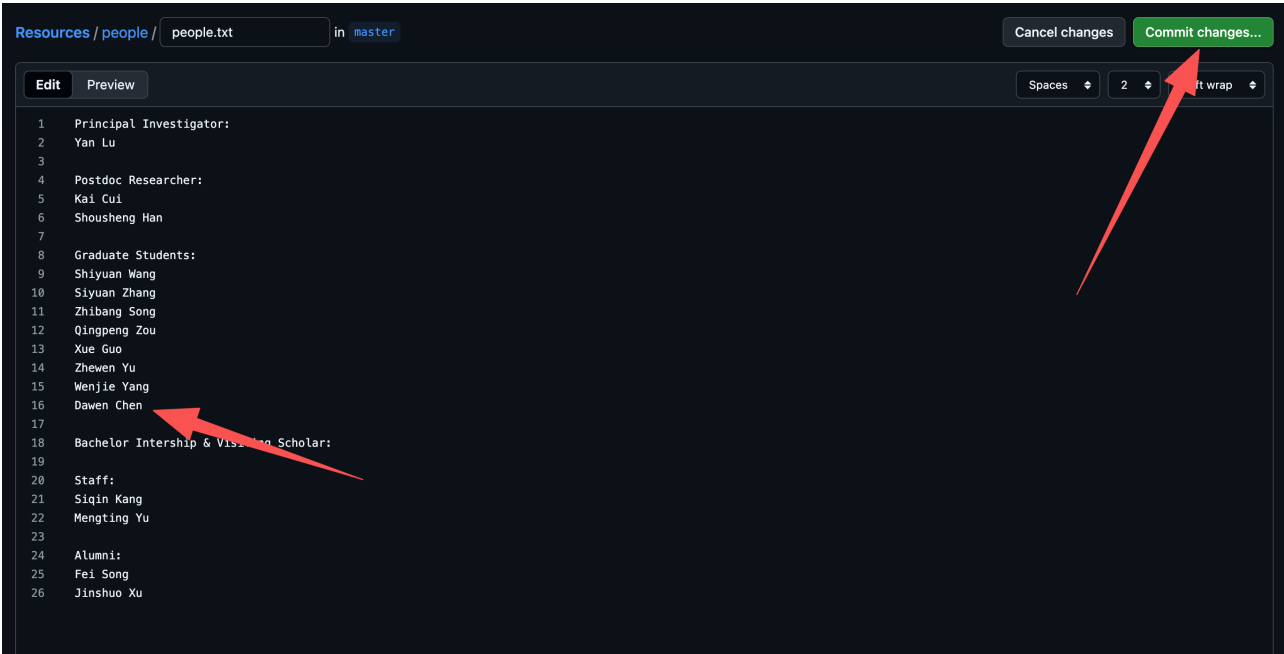 Resources / people / people.txt in master Cancel changes Commit changes...
Edit Preview Spaces 2 ft wrap
1 Principal Investigator:
2 Yan Lu
3
4 Postdoc Researcher:
5 Kai Cui
6 Shousheng Han
7
8 Graduate Students:
9 Shiyuan Wang
10 Siyuan Zhang
11 Zhibang Song
12 Qingpeng Zou
13 Xue Guo
14 Zhewen Yu
15 Wenjie Yang
16 Dawen Chen
17
18 Bachelor Intership & Visiting Scholar:
19
20 Staff:
21 Siqin Kang
22 Mengting Yu
23
24 Alumni:
25 Fei Song
26 Jinshuo Xu